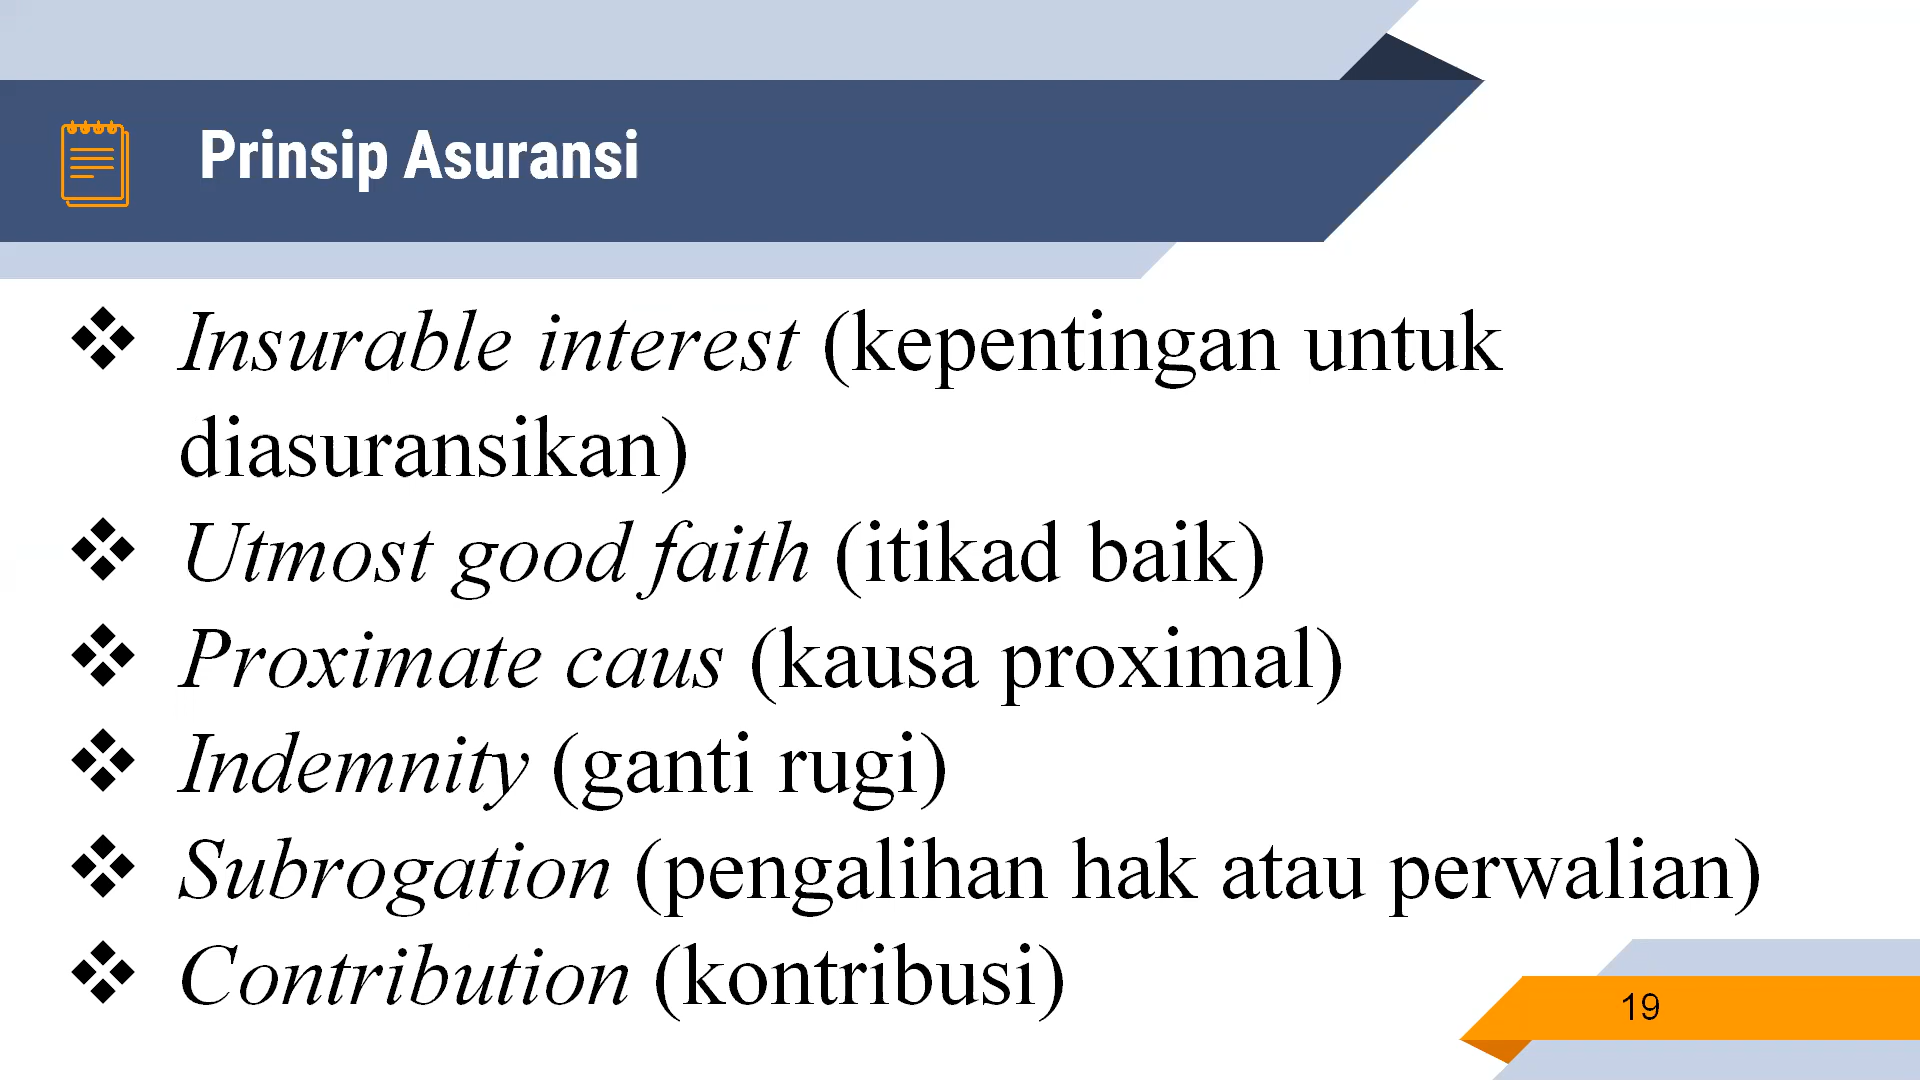 Prinsip Asuransi
❖ Insurable interest (kepentingan untuk
diasuransikan)
❖ Utmost good faith (itikad baik)
❖ Proximate caus (kausa proximal)
❖ Indemnity (ganti rugi)
❖ Subrogation (pengalihan hak atau perwalian)
❖ Contribution (kontribusi)
19